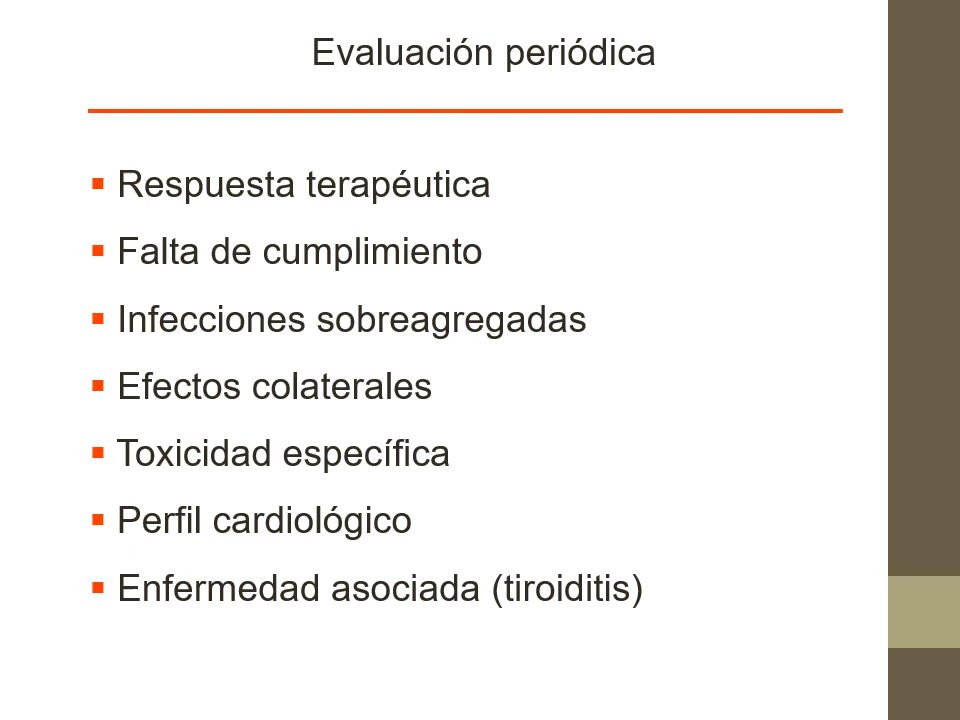 Evaluación periódica
Respuesta terapéutica
Falta de cumplimiento
Infecciones sobreagregadas
Efectos colaterales
Toxicidad específica
Perfil cardiológico
Enfermedad asociada (tiroiditis)